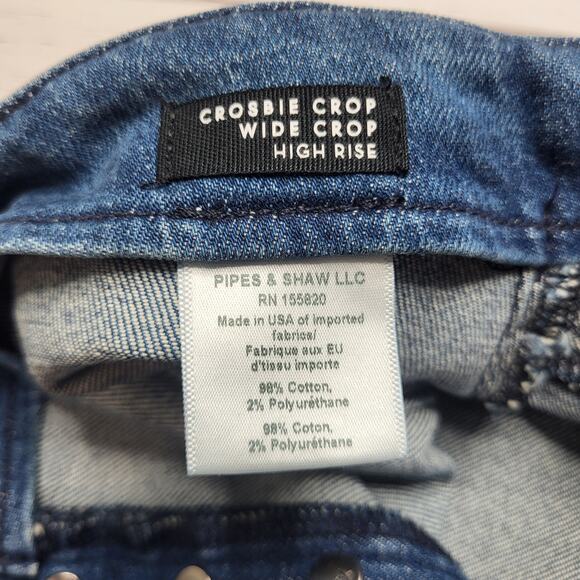 CROSBIE CROP
WIDE CROP
HIGH RISE
PIPES & SHAW LLC
RN 155820
Made in USA of imported
fabrics/
Fabrique aux EU
d'tissu importe
98% Cotton,
2% Polyuréthane
98% Coton,
2% Polyuréthane